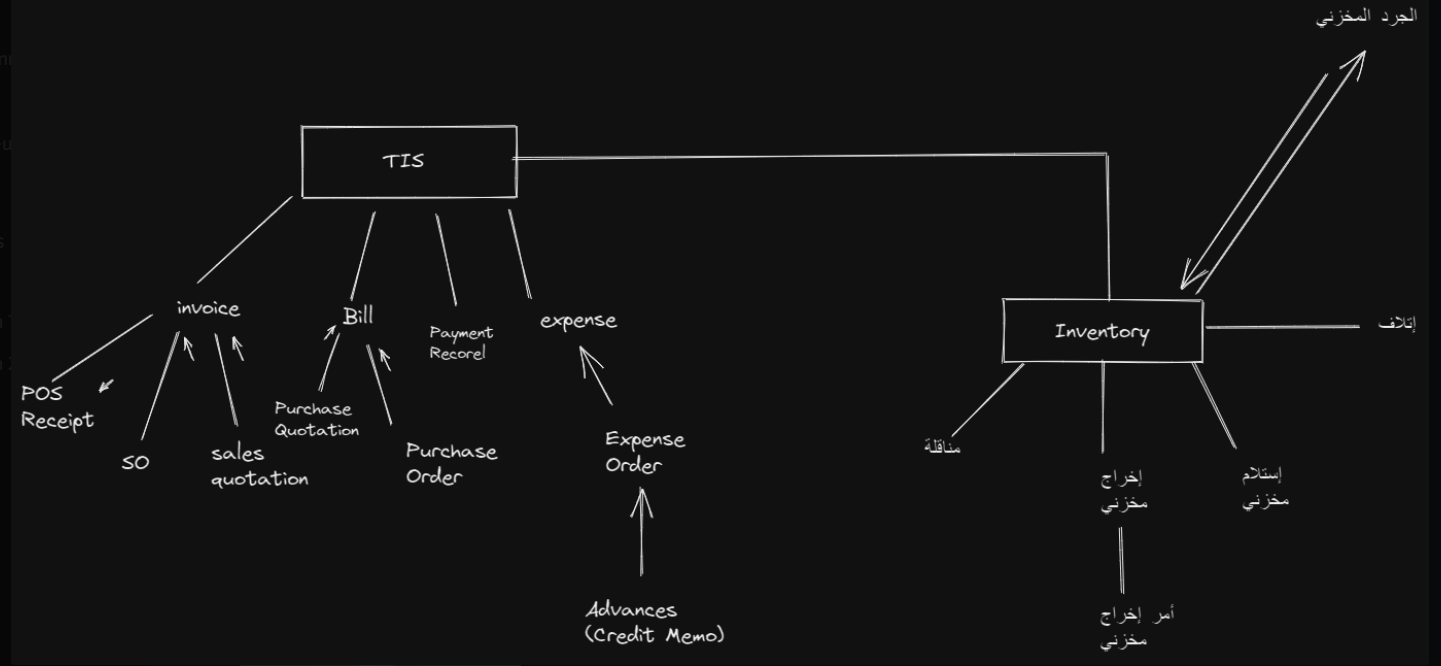 الجرد المخزني
TIS
invoice
Bill
Payment
Recorel
expense
Inventory
إتلاف
POS
Receipt
SO
sales
quotation
Purchase
Quotation
Purchase
Order
Expense
Order
مناقلة
إخراج
مخزني
إستلام
مخزني
Advances
(Credit Memo)
أمر إخراج
مخزني